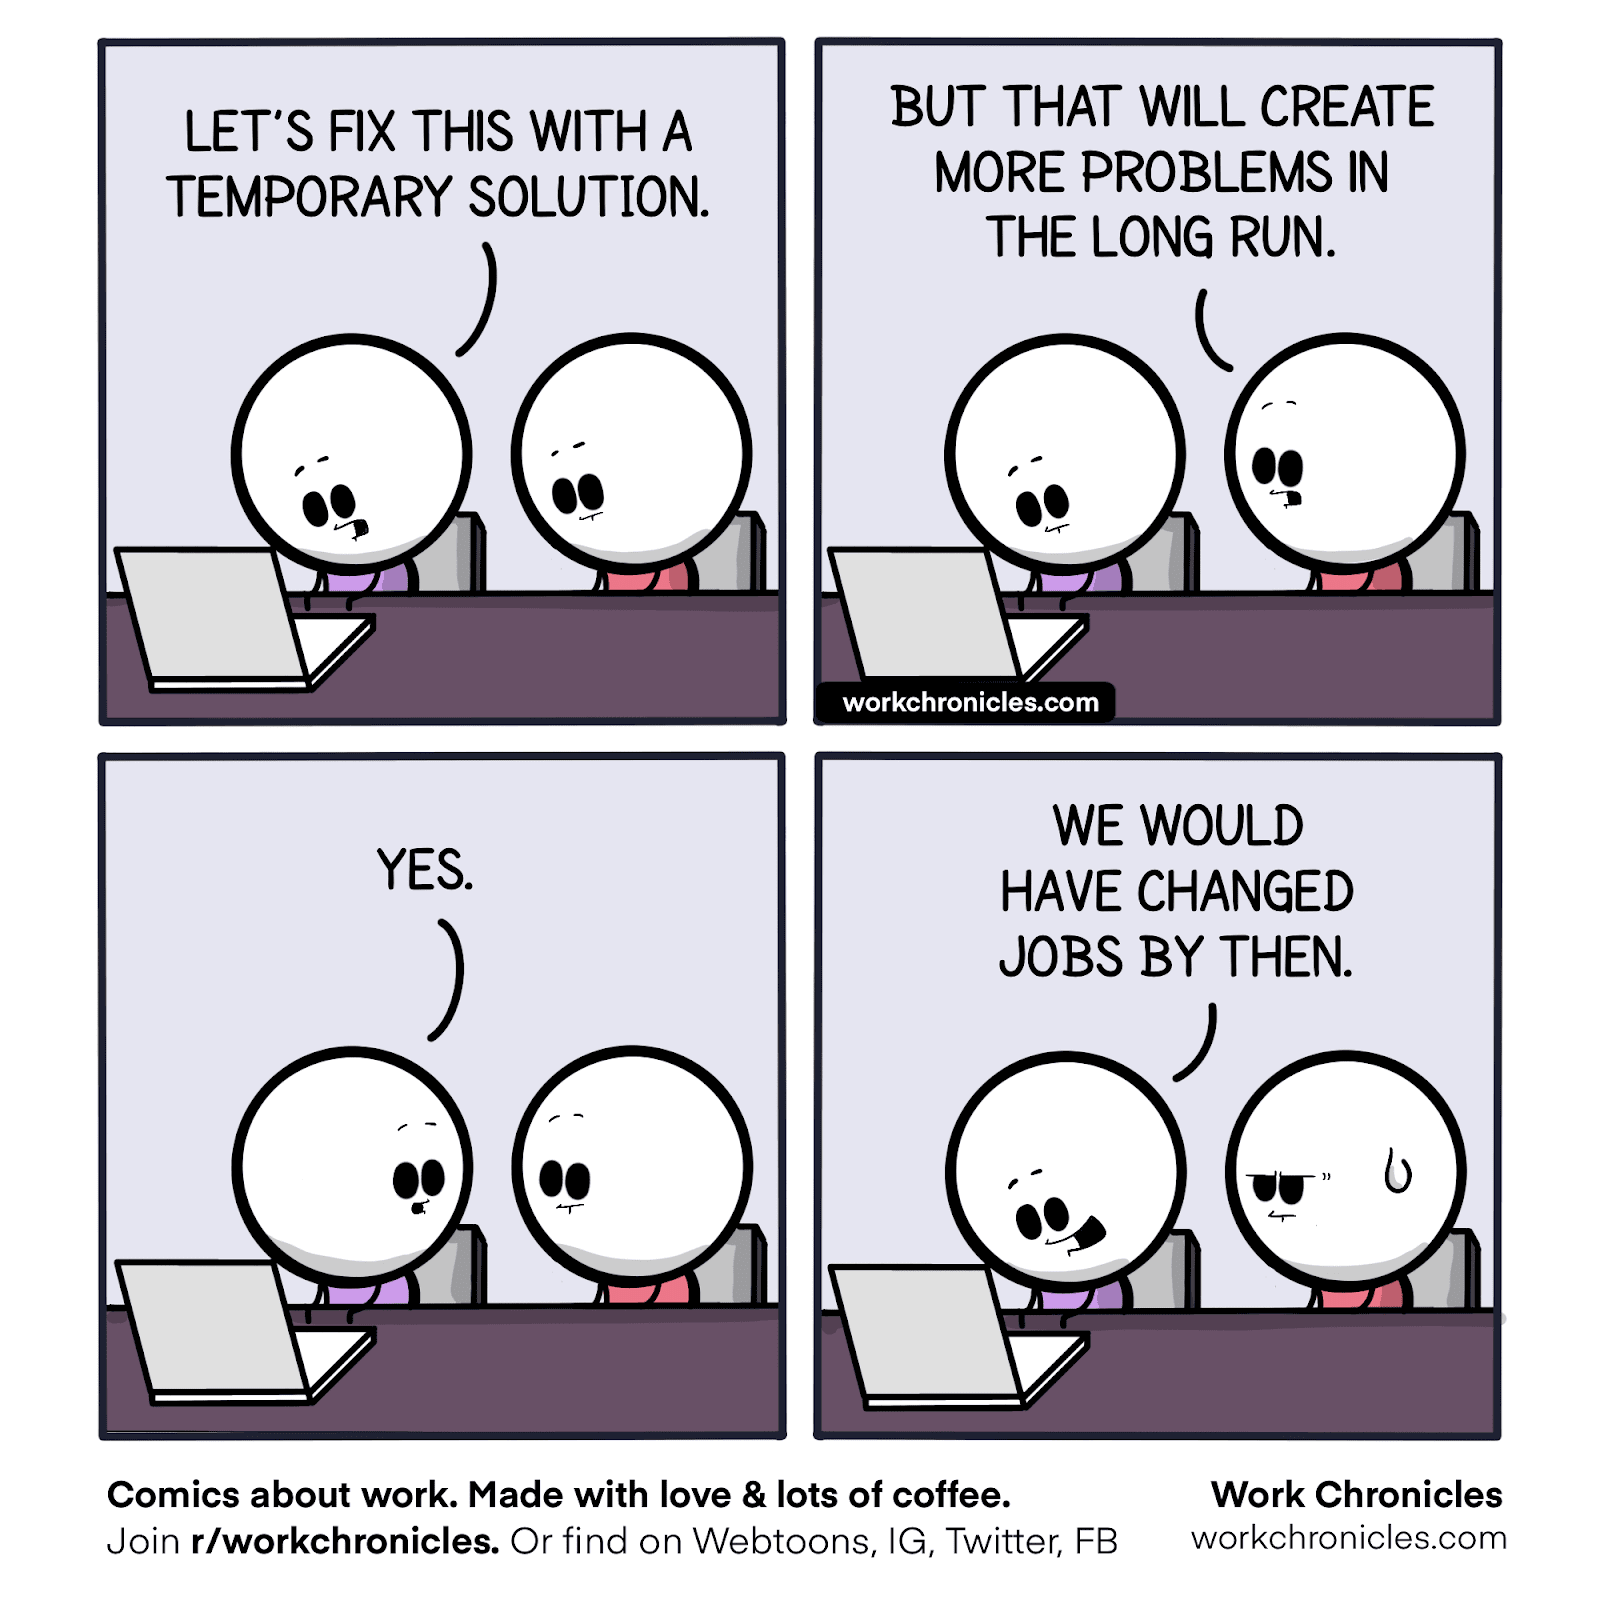 LET'S FIX THIS WITH A
TEMPORARY SOLUTION.
BUT THAT WILL CREATE
MORE PROBLEMS IN
THE LONG RUN.
workchronicles.com
YES.
WE WOULD
HAVE CHANGED
JOBS BY THEN.
Comics about work. Made with love & lots of coffee.
Join r/workchronicles. Or find on Webtoons, IG, Twitter, FB
Work Chronicles
workchronicles.com